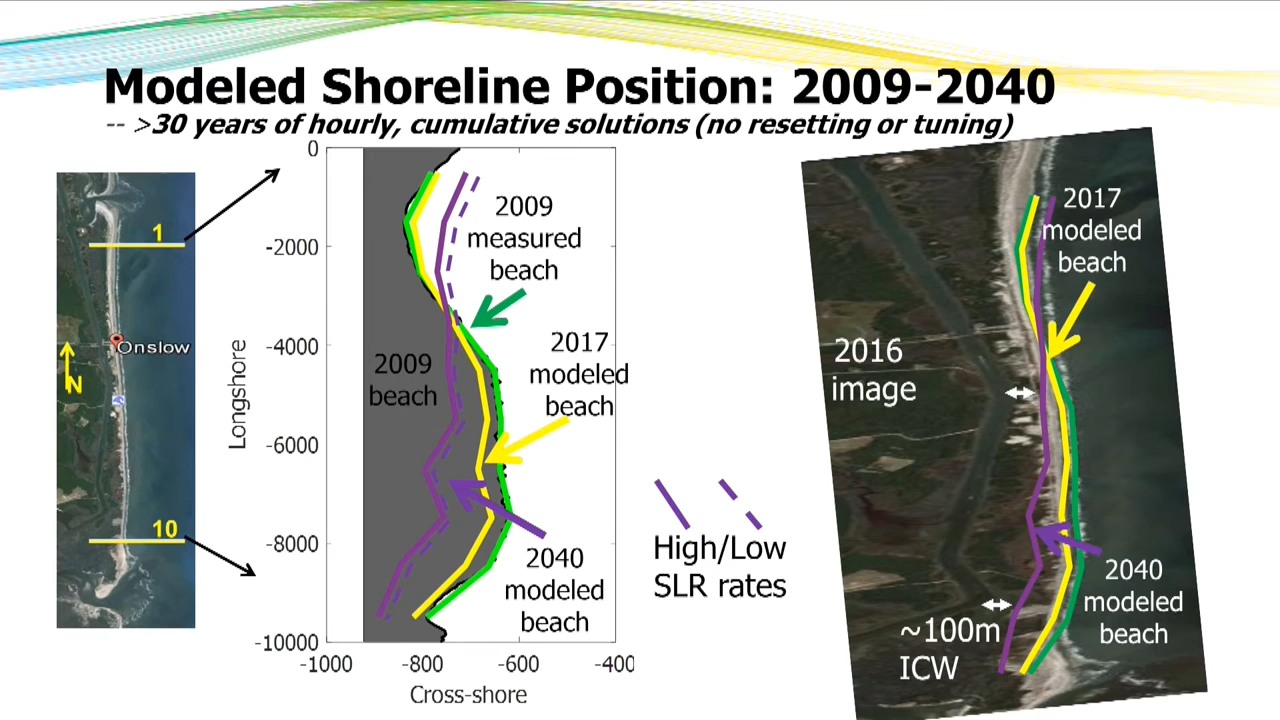 Modeled Shoreline Position: 2009-2040
-- >30 years of hourly, cumulative solutions (no resetting or tuning)
1
Onslow
N
10
Longshore
0
-2000
-4000
-6000
-8000
-10000
-1000
-800
-600
-400
Cross-shore
2009
measured
beach
2009
beach
2017
modeled
beach
2040
modeled
beach
High/Low
SLR rates
2017
modeled
beach
2016
image
2040
modeled
beach
~100m
ICW